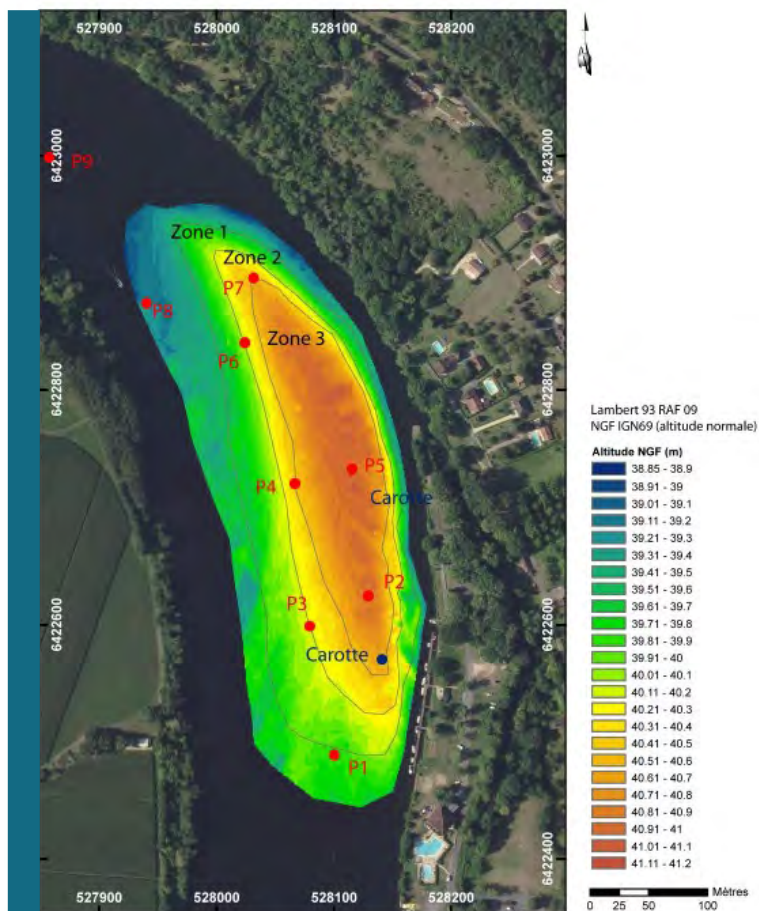 527900 528000 528100 528200
6423000
6423000
P9
Zone 1
Zone 2
P7
P8
Zone 3
P6
6422800
6422800
P5
P4
Carotte
P2
P3
6422600
6422600
Carotte
P1
6422400
527900 528000 528100 528200
Lambert 93 RAF 09
NGF IGN69 (altitude normale)
Altitude NGF (m)
38.85 - 38.9
38.91 - 39
39.01 - 39.1
39.11 - 39.2
39.21 - 39.3
39.31 - 39.4
39.41 - 39.5
39.51 - 39.6
39.61 - 39.7
39.71 - 39.8
39.81 - 39.9
39.91 - 40
40.01 - 40.1
40.11 - 40.2
40.21 - 40.3
40.31 - 40.4
40.41 - 40.5
40.51 - 40.6
40.61 - 40.7
40.71 - 40.8
40.81 - 40.9
40.91 - 41
41.01 - 41.1
41.11 - 41.2
Mètres
0 25 50 100